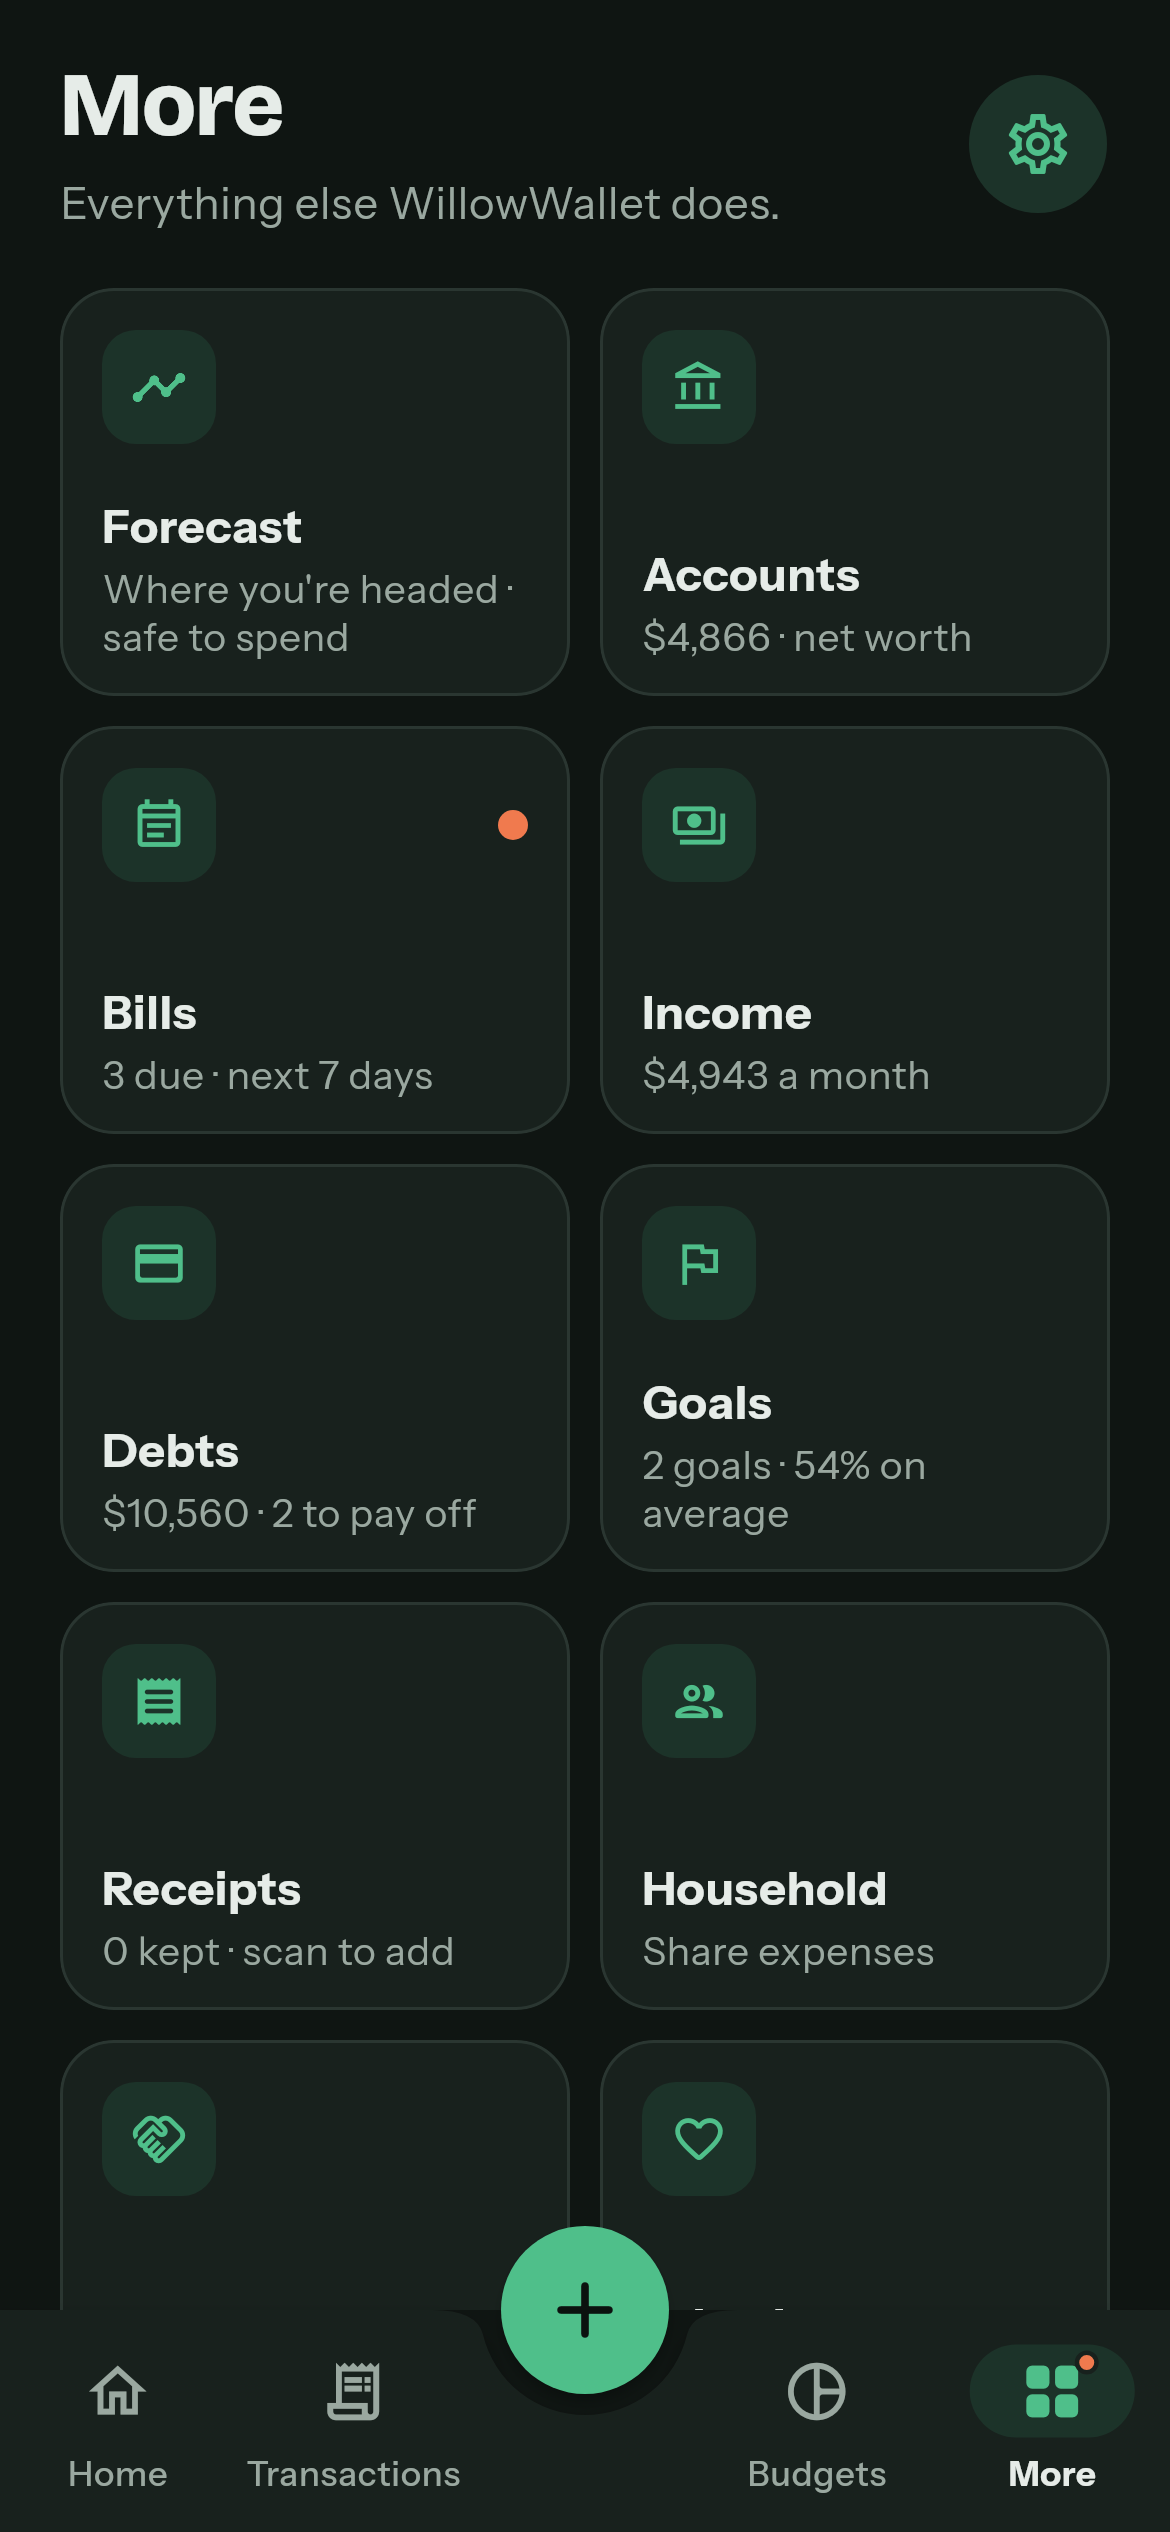 More
Everything else WillowWallet does.
Forecast
Where you're headed ·
safe to spend
Accounts
$4,866 · net worth
Bills
3 due · next 7 days
Income
$4,943 a month
Debts
$10,560 · 2 to pay off
Goals
2 goals · 54% on
average
Receipts
0 kept · scan to add
Household
Share expenses
Home
Transactions
Budgets
More